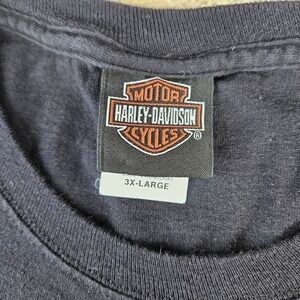 MOTOR
HARLEY-DAVIDSON
CYCLES ®
3X-LARGE